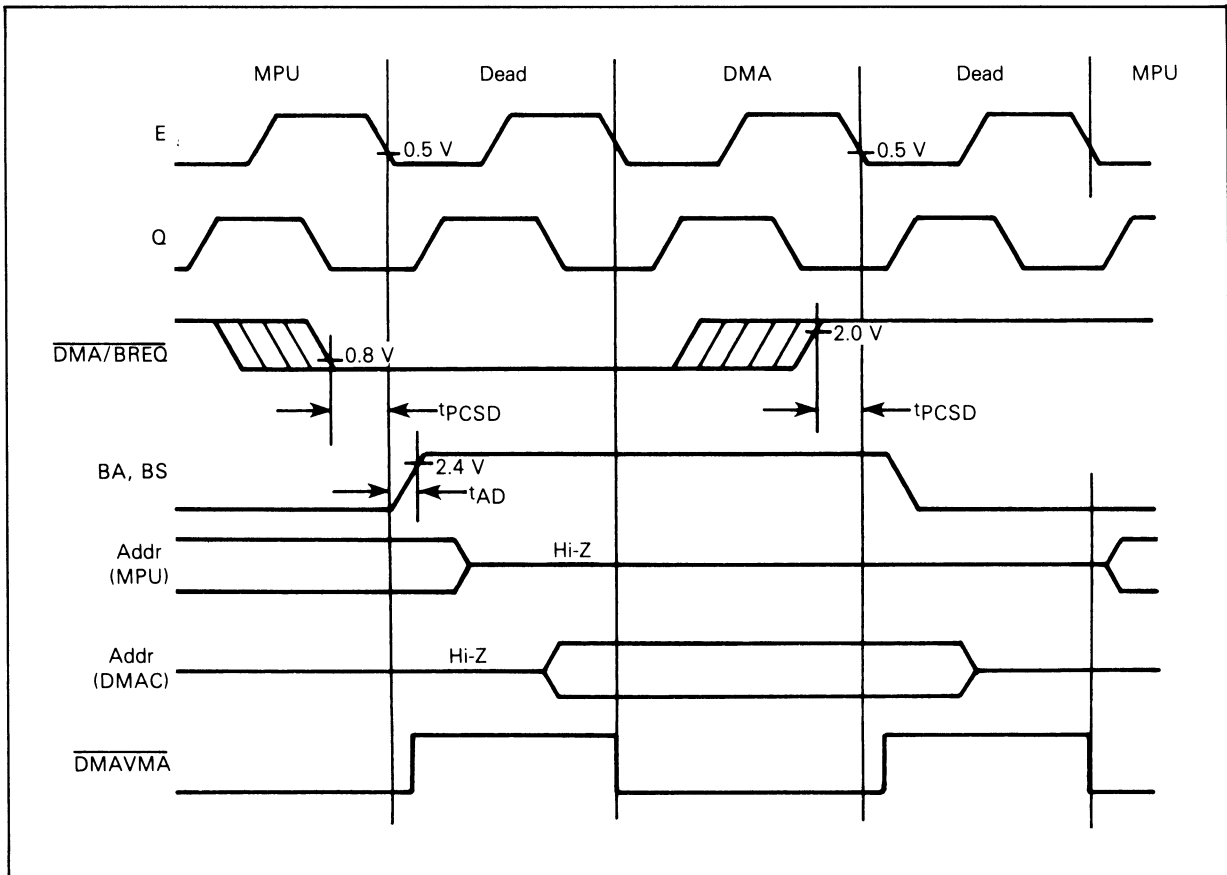 MPU Dead DMA Dead MPU
E
0.5 V 0.5 V
Q
DMA/BREQ
0.8 V 2.0 V
tPCSD tPCSD
BA, BS
2.4 V
tAD
Addr
(MPU)
Hi-Z
Addr
(DMAC)
Hi-Z
DMAVMA